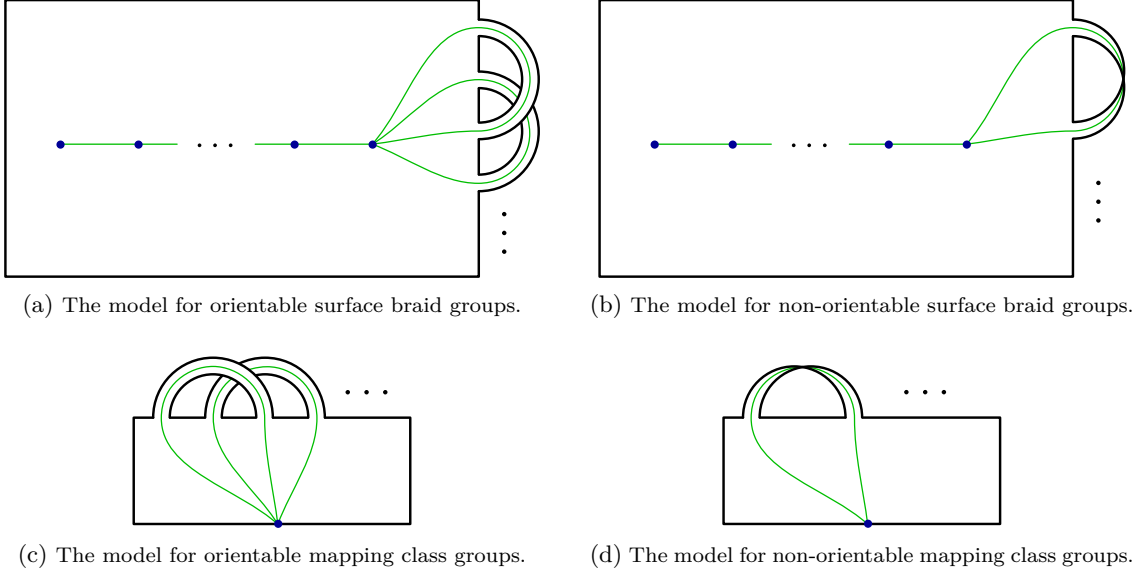 (a) The model for orientable surface braid groups.
(b) The model for non-orientable surface braid groups.
(c) The model for orientable mapping class groups.
(d) The model for non-orientable mapping class groups.